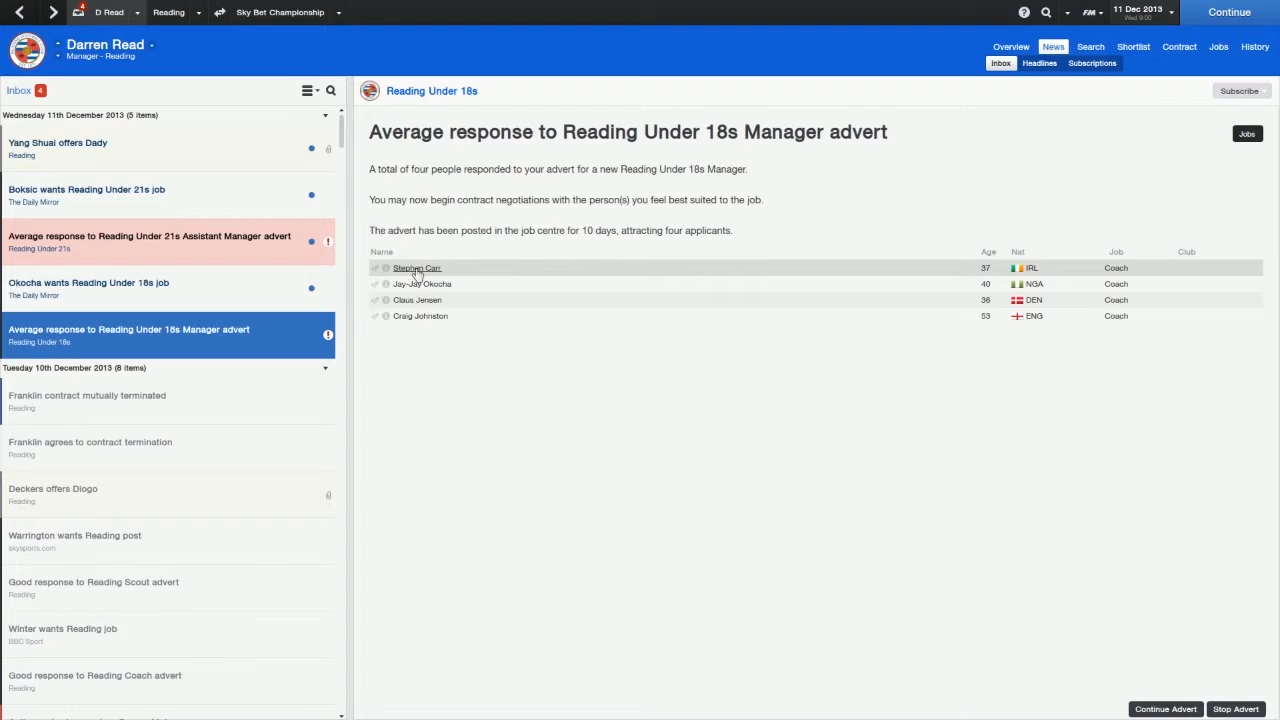 4
D Read
Reading
Sky Bet Championship
FM
11 Dec 2013
Wed 9:00
Continue
Darren Read
Manager - Reading
Overview
News
Search
Shortlist
Contract
Jobs
History
Inbox
Headlines
Subscriptions
Inbox 4
Reading Under 18s
Subscribe
Wednesday 11th December 2013 (5 items)
Yang Shuai offers Dady
Reading
Boksic wants Reading Under 21s job
The Daily Mirror
Average response to Reading Under 21s Assistant Manager advert
Reading Under 21s
Okocha wants Reading Under 18s job
The Daily Mirror
Average response to Reading Under 18s Manager advert
Reading Under 18s
Tuesday 10th December 2013 (8 items)
Franklin contract mutually terminated
Reading
Franklin agrees to contract termination
Reading
Deckers offers Diogo
Reading
Warrington wants Reading post
skysports.com
Good response to Reading Scout advert
Reading
Winter wants Reading job
BBC Sport
Good response to Reading Coach advert
Reading
Average response to Reading Under 18s Manager advert
Jobs
A total of four people responded to your advert for a new Reading Under 18s Manager.
You may now begin contract negotiations with the person(s) you feel best suited to the job.
The advert has been posted in the job centre for 10 days, attracting four applicants.
Name Age Nat Job Club
Stephen Carr 37 IRL Coach
Jay-Jay Okocha 40 NGA Coach
Claus Jensen 36 DEN Coach
Craig Johnston 53 ENG Coach
Continue Advert
Stop Advert